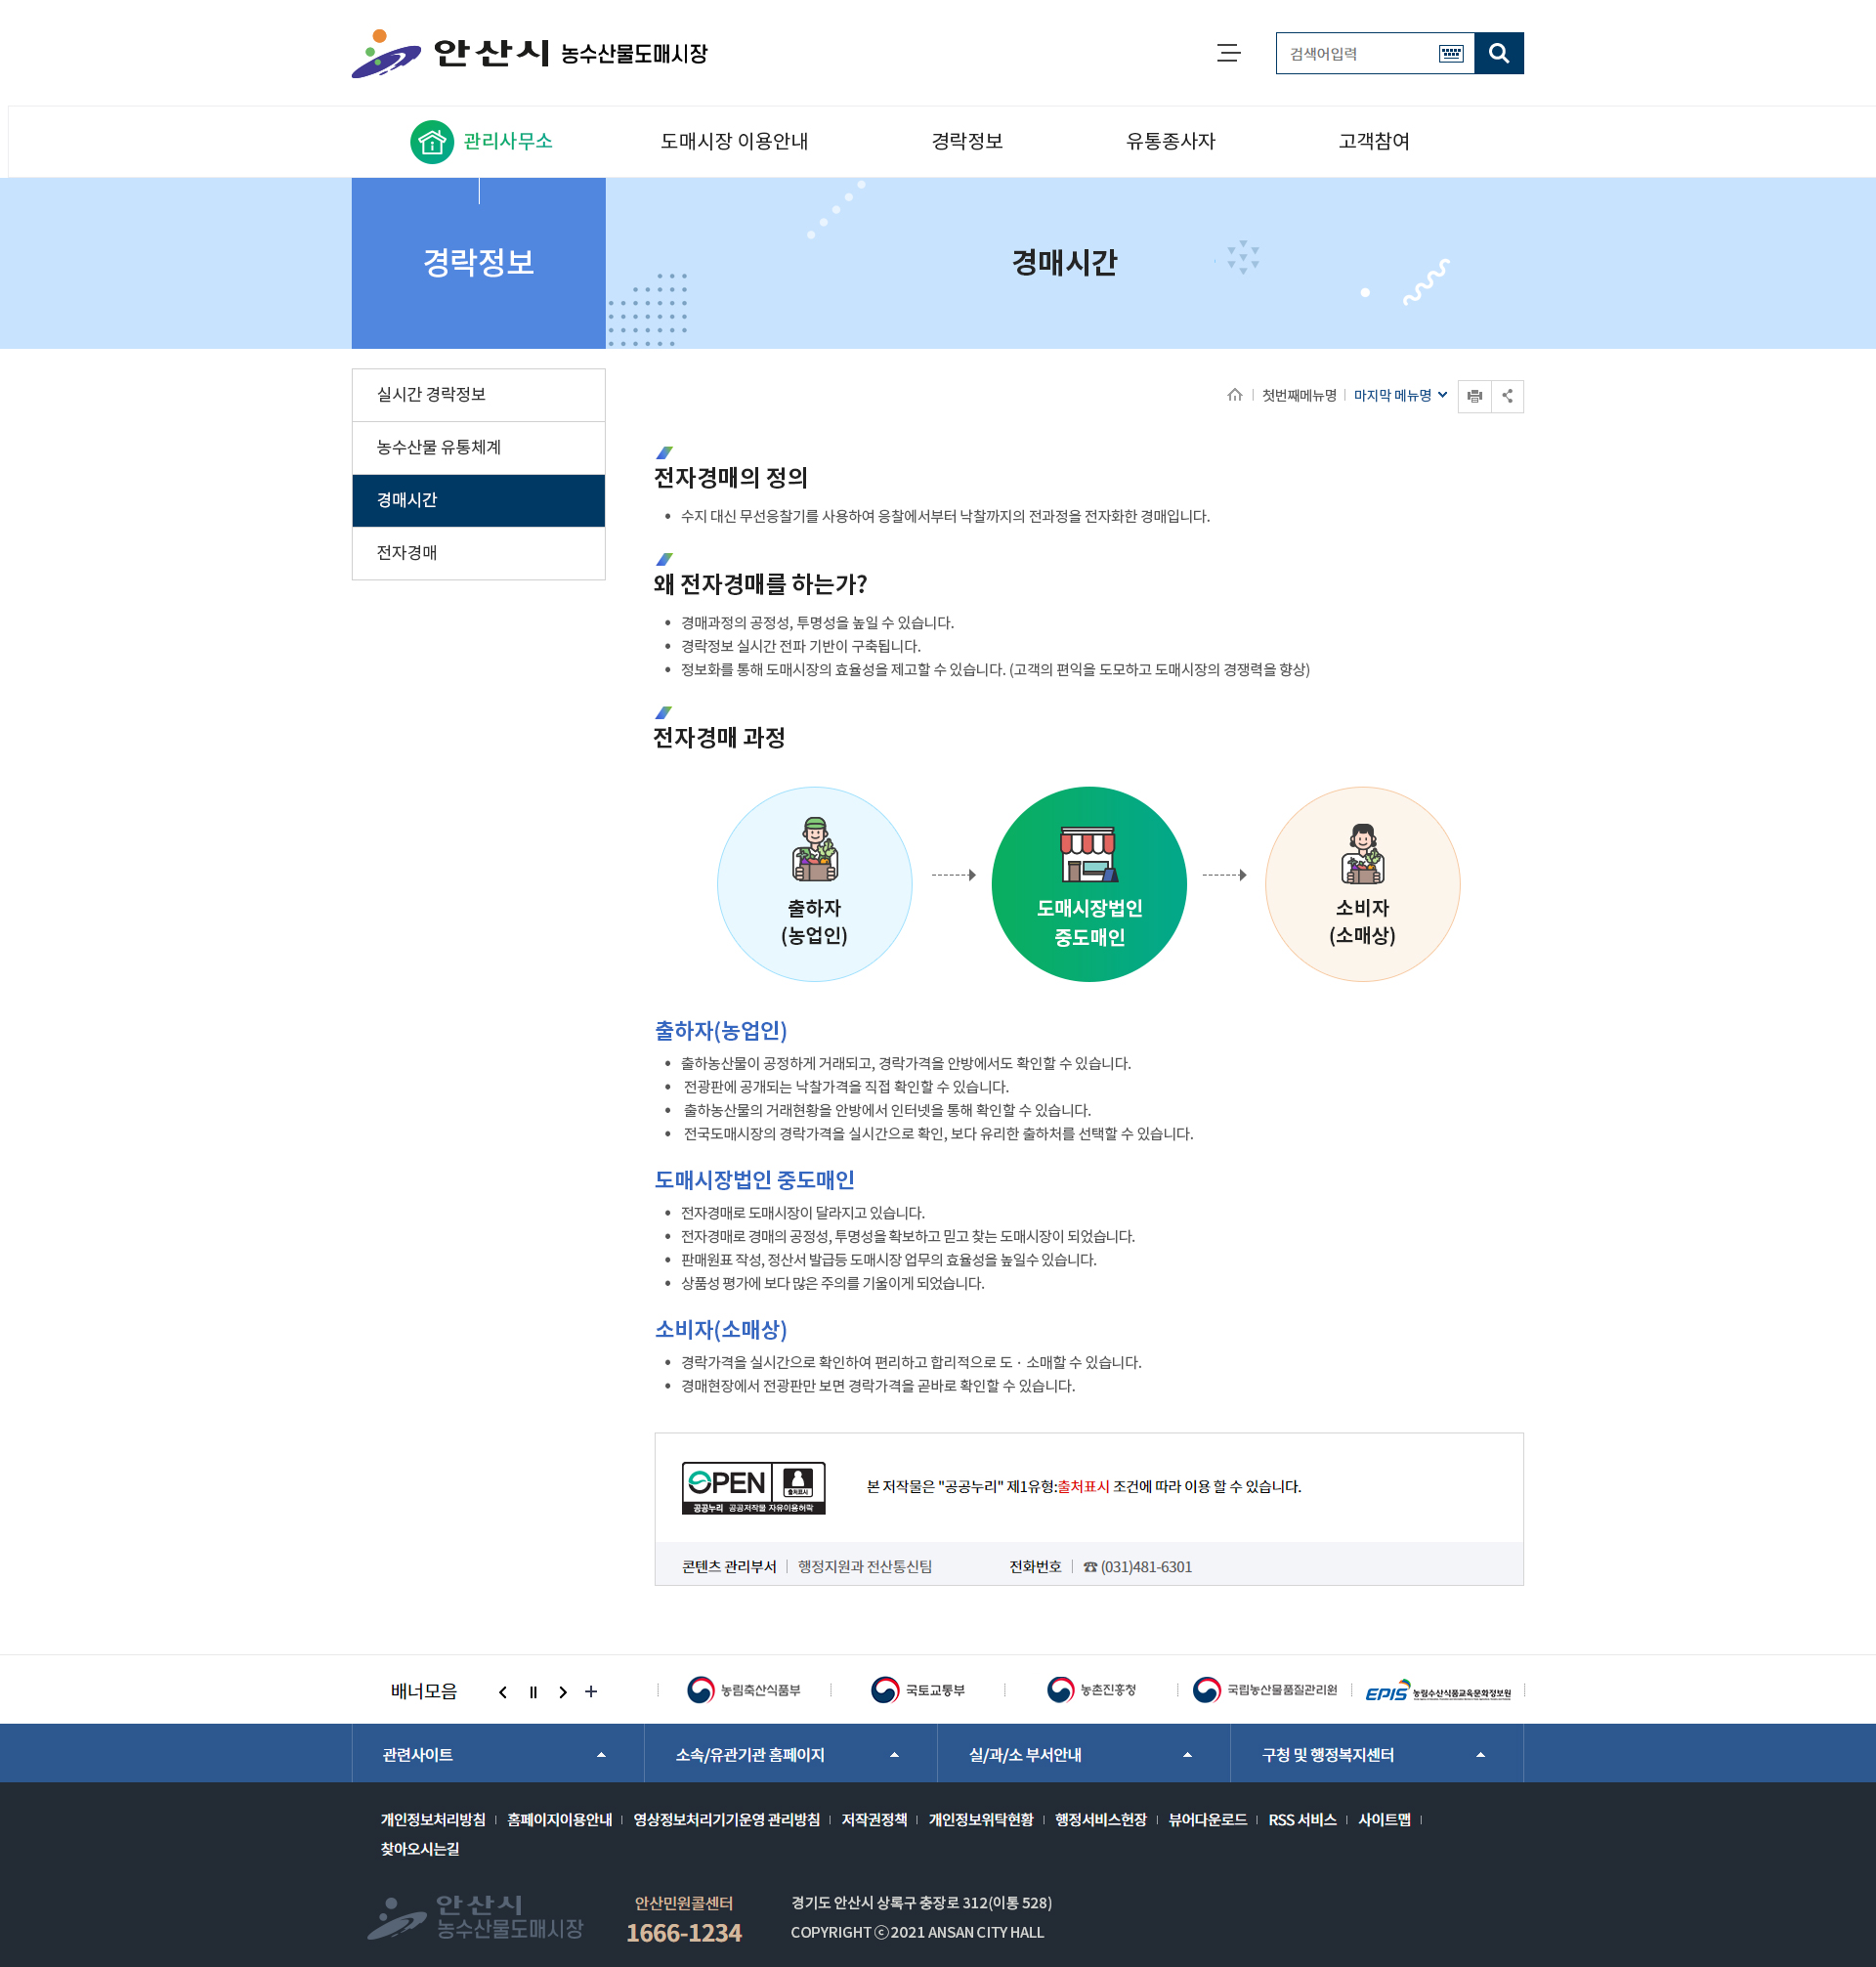 안산시 농수산물도매시장
검색어입력
관리사무소
도매시장 이용안내
경락정보
유통종사자
고객참여
경락정보
경매시간
실시간 경락정보
농수산물 유통체계
경매시간
전자경매
첫번째메뉴명
마지막 메뉴명
전자경매의 정의
수지 대신 무선응찰기를 사용하여 응찰에서부터 낙찰까지의 전과정을 전자화한 경매입니다.
왜 전자경매를 하는가?
경매과정의 공정성, 투명성을 높일 수 있습니다.
경락정보 실시간 전파 기반이 구축됩니다.
정보화를 통해 도매시장의 효율성을 제고할 수 있습니다. (고객의 편익을 도모하고 도매시장의 경쟁력을 향상)
전자경매 과정
출하자
(농업인)
도매시장법인
중도매인
소비자
(소매상)
출하자(농업인)
출하농산물이 공정하게 거래되고, 경락가격을 안방에서도 확인할 수 있습니다.
전광판에 공개되는 낙찰가격을 직접 확인할 수 있습니다.
출하농산물의 거래현황을 안방에서 인터넷을 통해 확인할 수 있습니다.
전국도매시장의 경락가격을 실시간으로 확인, 보다 유리한 출하처를 선택할 수 있습니다.
도매시장법인 중도매인
전자경매로 도매시장이 달라지고 있습니다.
전자경매로 경매의 공정성, 투명성을 확보하고 믿고 찾는 도매시장이 되었습니다.
판매원표 작성, 정산서 발급등 도매시장 업무의 효율성을 높일수 있습니다.
상품성 평가에 보다 많은 주의를 기울이게 되었습니다.
소비자(소매상)
경락가격을 실시간으로 확인하여 편리하고 합리적으로 도 · 소매할 수 있습니다.
경매현장에서 전광판만 보면 경락가격을 곧바로 확인할 수 있습니다.
OPEN 출처표시
공공누리 공공저작물 자유이용허락
본 저작물은 "공공누리" 제1유형:출처표시 조건에 따라 이용 할 수 있습니다.
콘텐츠 관리부서 행정지원과 전산통신팀 전화번호 ☎ (031)481-6301
배너모음
농림축산식품부
국토교통부
농촌진흥청
국립농산물품질관리원
EPIS 농림수산식품교육문화정보원
관련사이트
소속/유관기관 홈페이지
실/과/소 부서안내
구청 및 행정복지센터
개인정보처리방침 홈페이지이용안내 영상정보처리기기운영 관리방침 저작권정책 개인정보위탁현황 행정서비스헌장 뷰어다운로드 RSS 서비스 사이트맵
찾아오시는길
안산시
농수산물도매시장
안산민원콜센터
1666-1234
경기도 안산시 상록구 충장로 312(이통 528)
COPYRIGHT ⓒ 2021 ANSAN CITY HALL